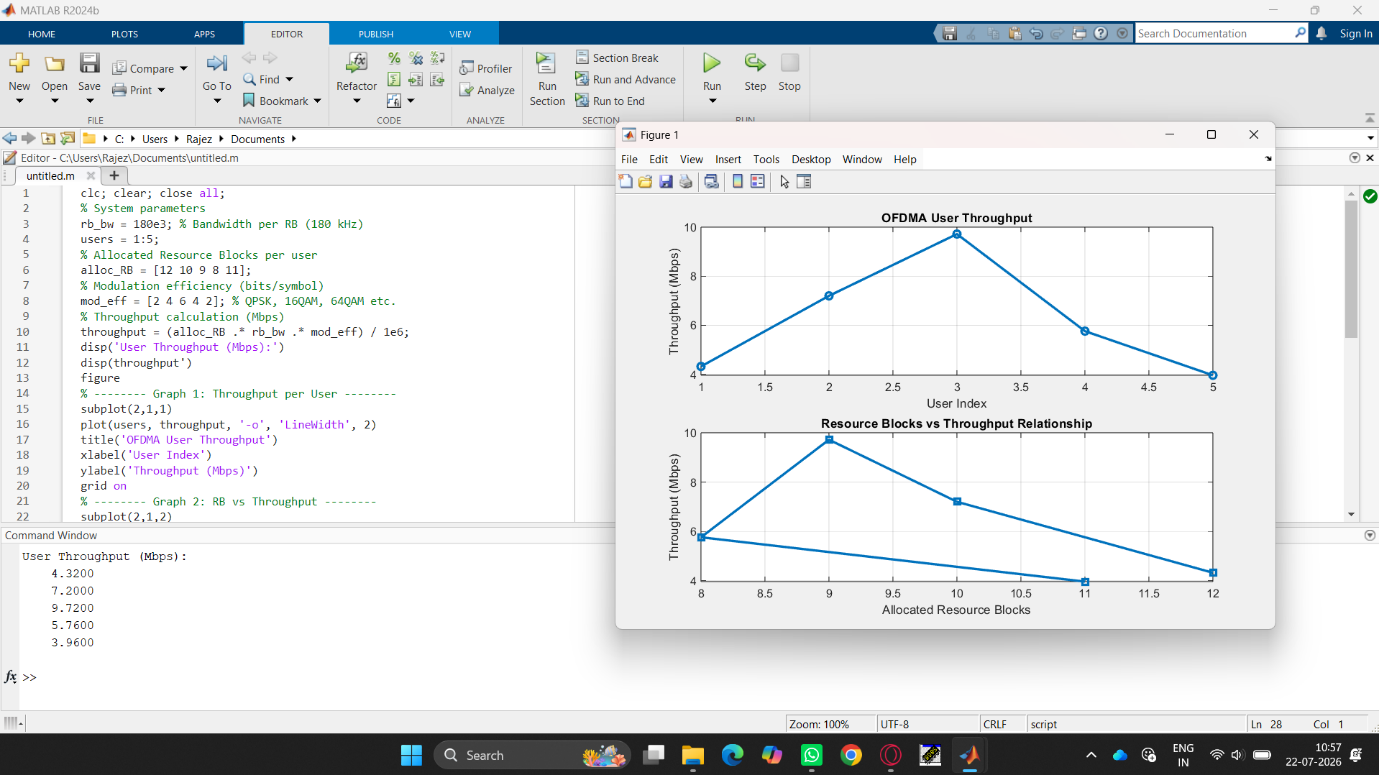 MATLAB R2024b
HOME PLOTS APPS EDITOR PUBLISH VIEW
Search Documentation
Sign In
New Open Save Compare Print
FILE
Go To Find Bookmark
NAVIGATE
Refactor
CODE
Profiler Analyze
ANALYZE
Run Section
Section Break
Run and Advance
Run to End
SECTION
Run Step Stop
RUN
C: Users Rajez Documents
Editor - C:\Users\Rajez\Documents\untitled.m
untitled.m
1 clc; clear; close all;
2 % System parameters
3 rb_bw = 180e3; % Bandwidth per RB (180 kHz)
4 users = 1:5;
5 % Allocated Resource Blocks per user
6 alloc_RB = [12 10 9 8 11];
7 % Modulation efficiency (bits/symbol)
8 mod_eff = [2 4 6 4 2]; % QPSK, 16QAM, 64QAM etc.
9 % Throughput calculation (Mbps)
10 throughput = (alloc_RB .* rb_bw .* mod_eff) / 1e6;
11 disp('User Throughput (Mbps):')
12 disp(throughput')
13 figure
14 % -------- Graph 1: Throughput per User --------
15 subplot(2,1,1)
16 plot(users, throughput, '-o', 'LineWidth', 2)
17 title('OFDMA User Throughput')
18 xlabel('User Index')
19 ylabel('Throughput (Mbps)')
20 grid on
21 % -------- Graph 2: RB vs Throughput --------
22 subplot(2,1,2)
Command Window
User Throughput (Mbps):
4.3200
7.2000
9.7200
5.7600
3.9600
fx >>
Figure 1
File Edit View Insert Tools Desktop Window Help
OFDMA User Throughput
Throughput (Mbps)
10
8
6
4
1 1.5 2 2.5 3 3.5 4 4.5 5
User Index
Resource Blocks vs Throughput Relationship
Throughput (Mbps)
10
8
6
4
8 8.5 9 9.5 10 10.5 11 11.5 12
Allocated Resource Blocks
Zoom: 100% UTF-8 CRLF script Ln 28 Col 1
Search
ENG
IN
10:57
22-07-2026